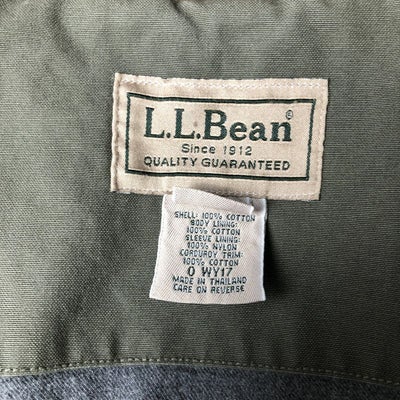 L.L.Bean®
Since 1912
QUALITY GUARANTEED
SHELL: 100% COTTON
BODY LINING:
100% COTTON
SLEEVE LINING:
100% NYLON
CORDUROY TRIM:
100% COTTON
0 WY17
MADE IN THAILAND
CARE ON REVERSE